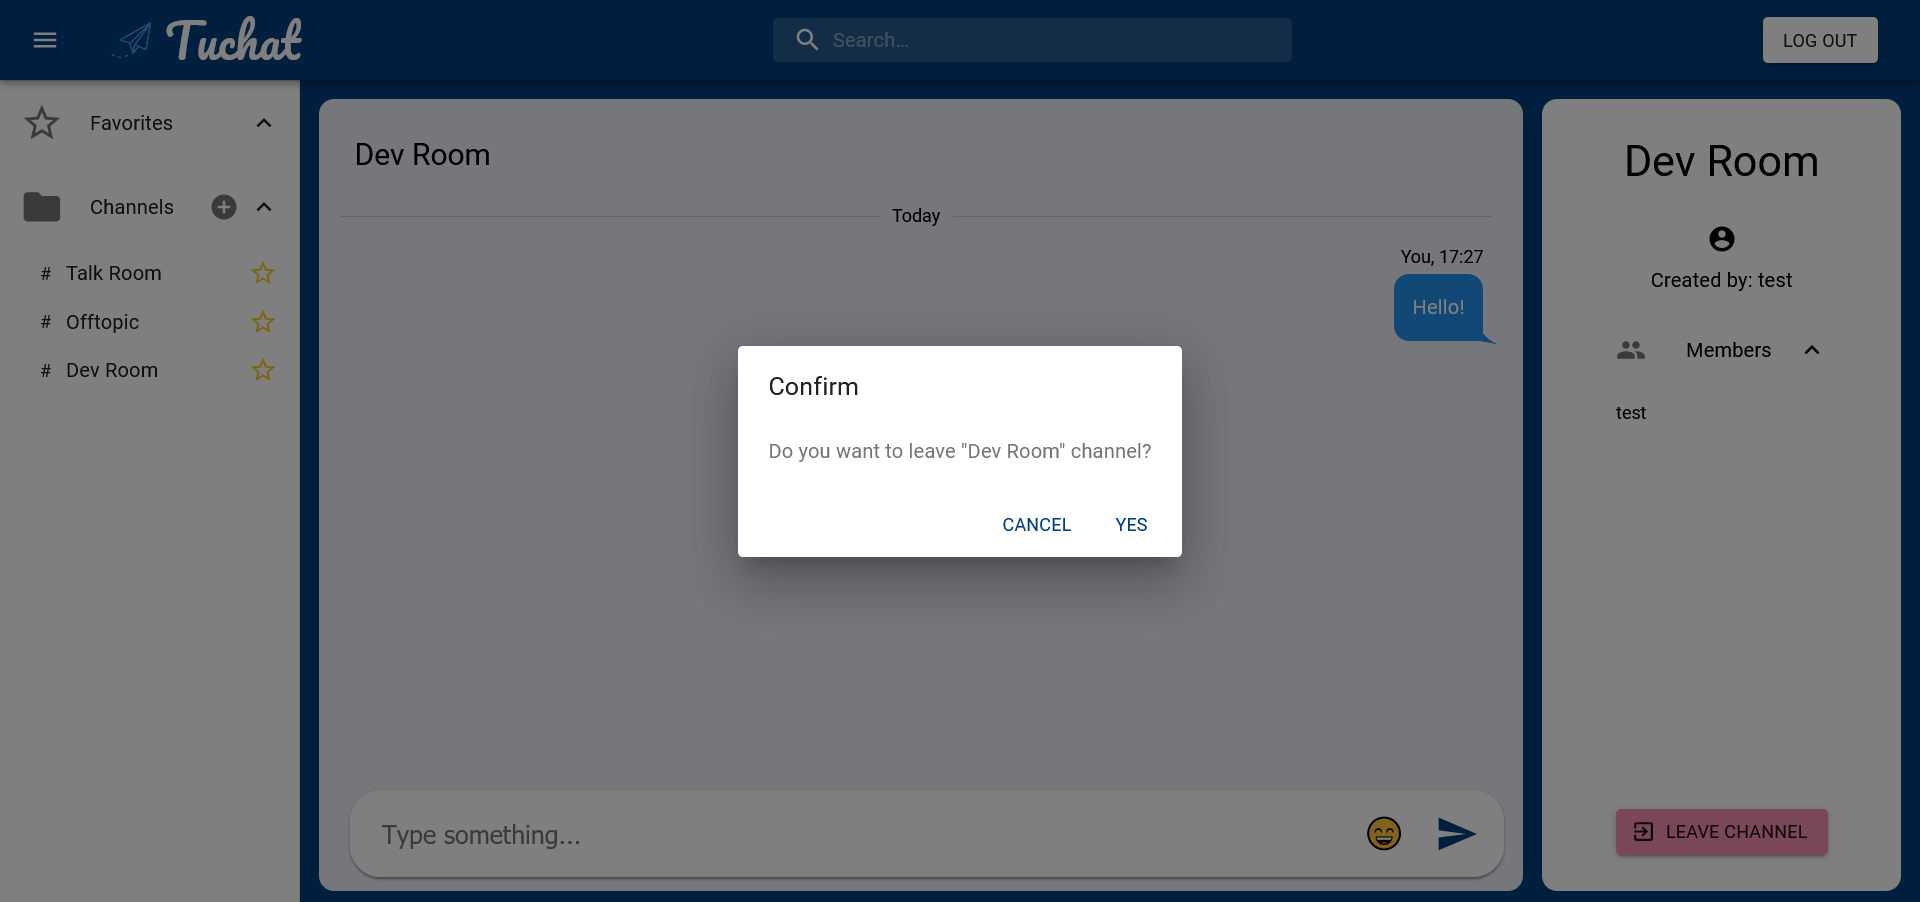 Tuchat
Search...
LOG OUT
Favorites
Channels
# Talk Room
# Offtopic
# Dev Room
Dev Room
Today
You, 17:27
Hello!
Confirm
Do you want to leave "Dev Room" channel?
CANCEL YES
Type something...
Dev Room
Created by: test
Members
test
LEAVE CHANNEL